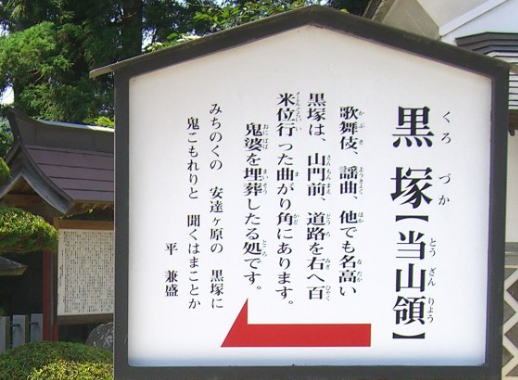 黒塚【当山領】
歌舞伎、謡曲、他でも名高い
黒塚は、山門前、道路を右へ百
米位行った曲がり角にあります。
鬼婆を埋葬したる処です。
みちのくの 安達ヶ原の 黒塚に
鬼こもれりと 聞くはまことか
平 兼盛